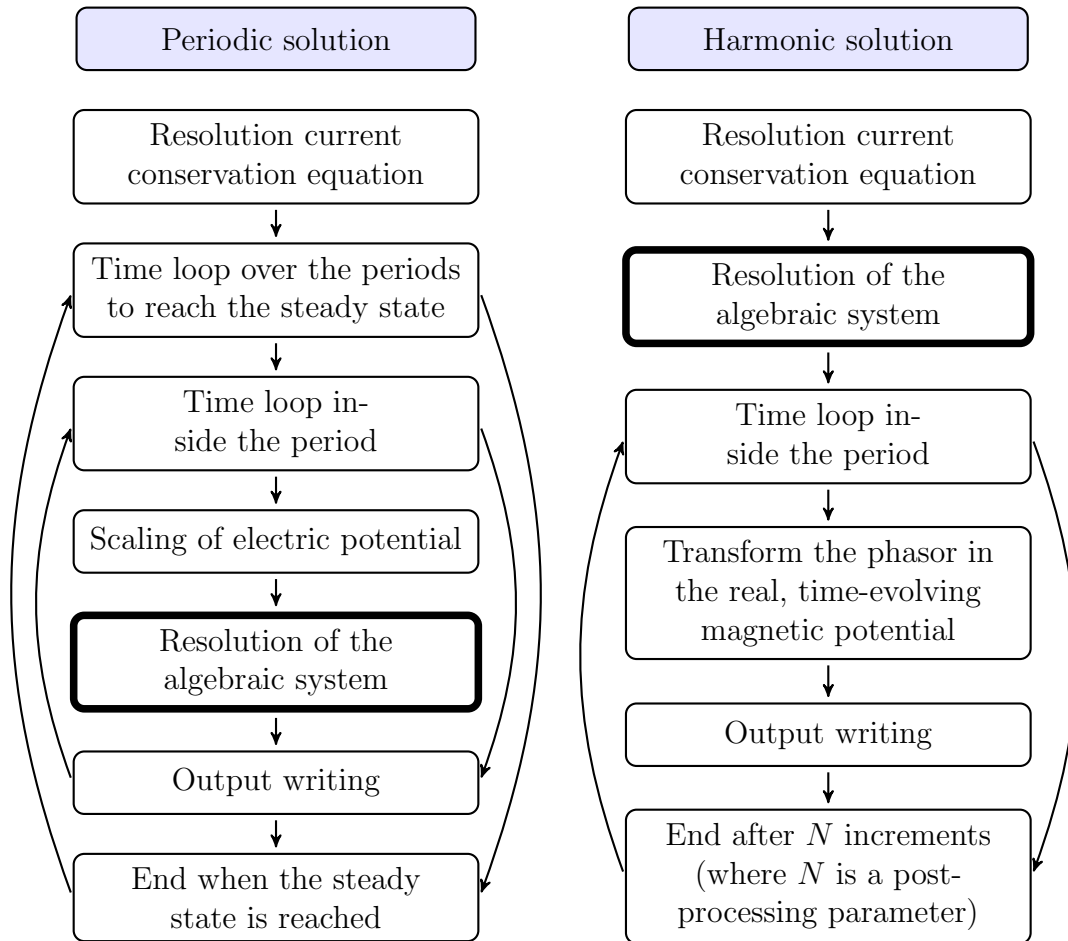 Periodic solution
Resolution current
conservation equation
Time loop over the periods
to reach the steady state
Time loop in-
side the period
Scaling of electric potential
Resolution of the
algebraic system
Output writing
End when the steady
state is reached
Harmonic solution
Resolution current
conservation equation
Resolution of the
algebraic system
Time loop in-
side the period
Transform the phasor in
the real, time-evolving
magnetic potential
Output writing
End after N increments
(where N is a post-
processing parameter)